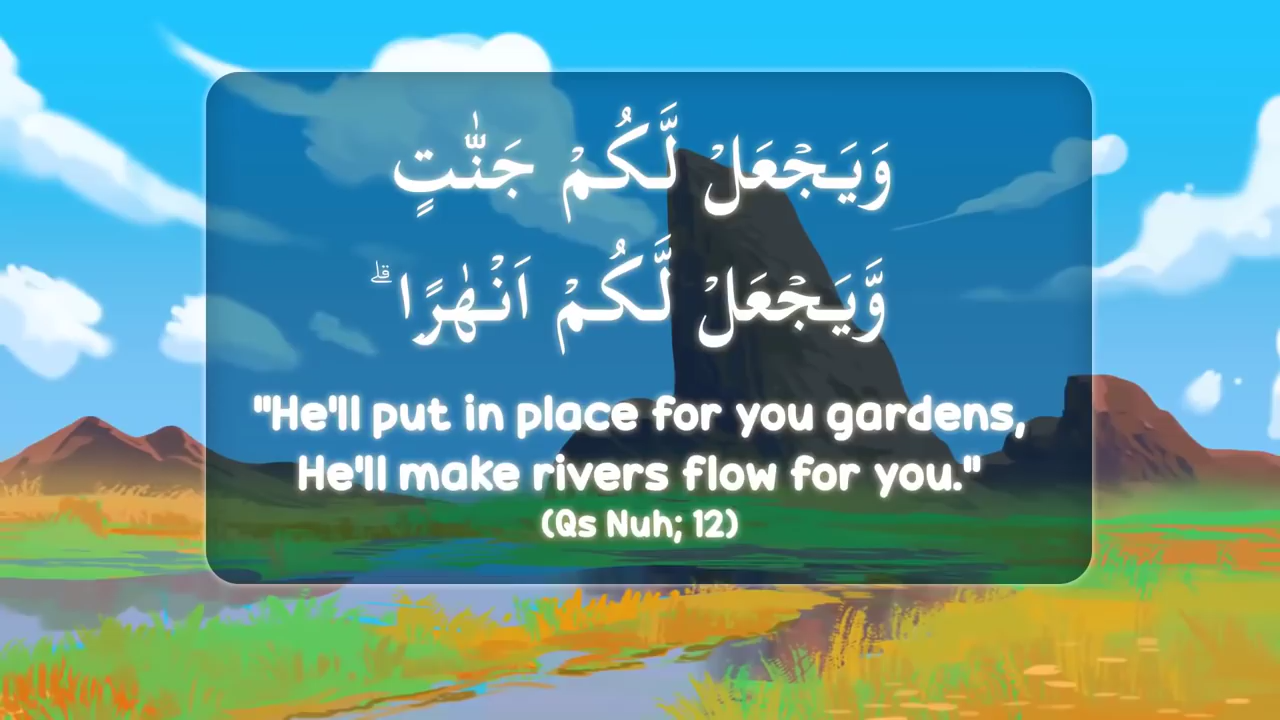 وَيَجْعَلْ لَّكُمْ جَنّٰتٍ
وَّيَجْعَلْ لَّكُمْ اَنْهٰرًا ۗ
"He'll put in place for you gardens,
He'll make rivers flow for you."
(Qs Nuh; 12)